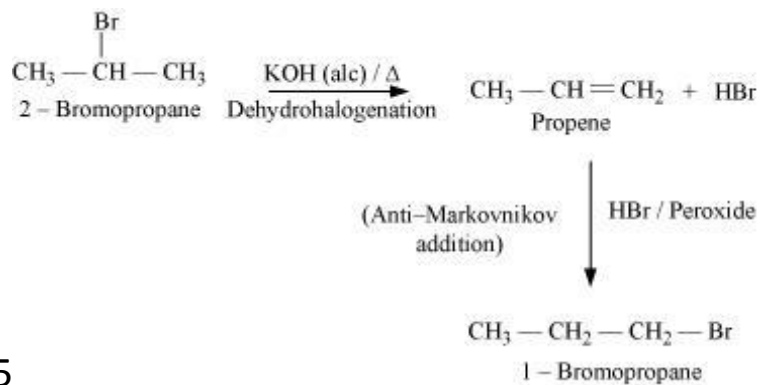 Br
CH₃ — CH — CH₃
2 – Bromopropane
KOH (alc) / Δ
Dehydrohalogenation
CH₃ — CH ═ CH₂ + HBr
Propene
(Anti–Markovnikov
addition)
HBr / Peroxide
CH₃ — CH₂ — CH₂ — Br
1 – Bromopropane
5